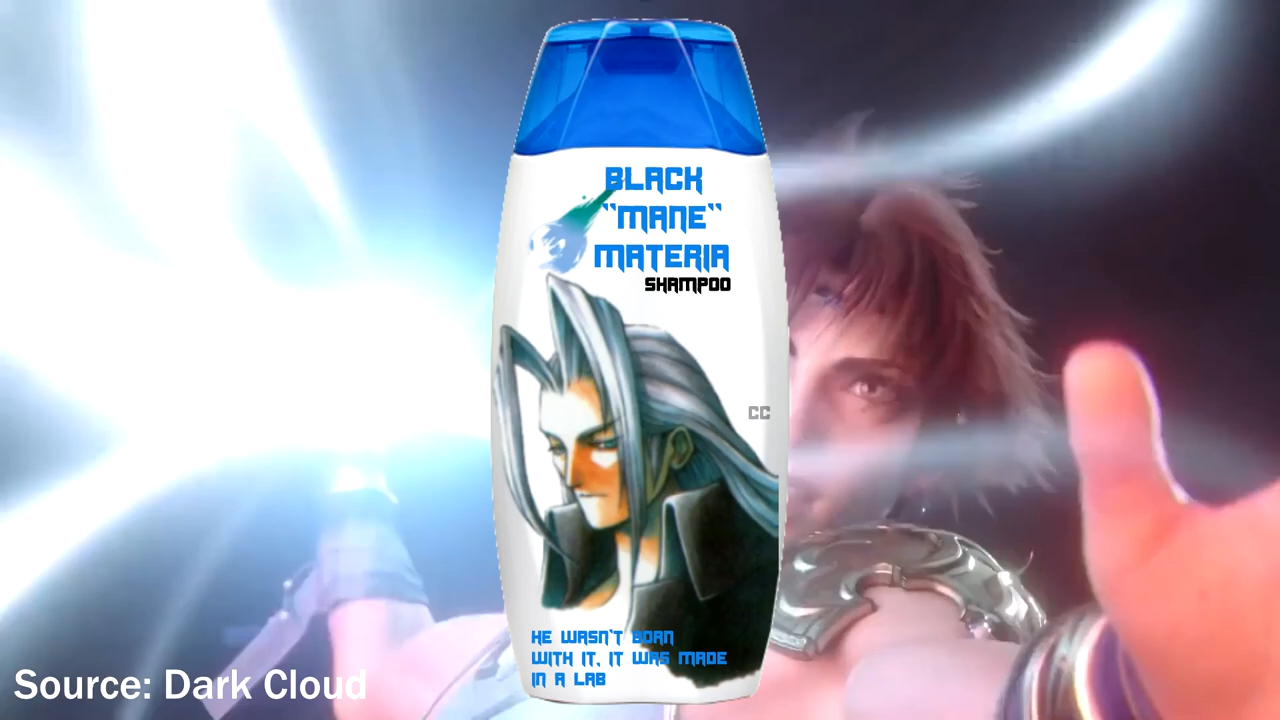 BLACK
"MANE"
MATERIA
SHAMPOO
CC
HE WASN'T BORN
WITH IT, IT WAS MADE
IN A LAB
Source: Dark Cloud